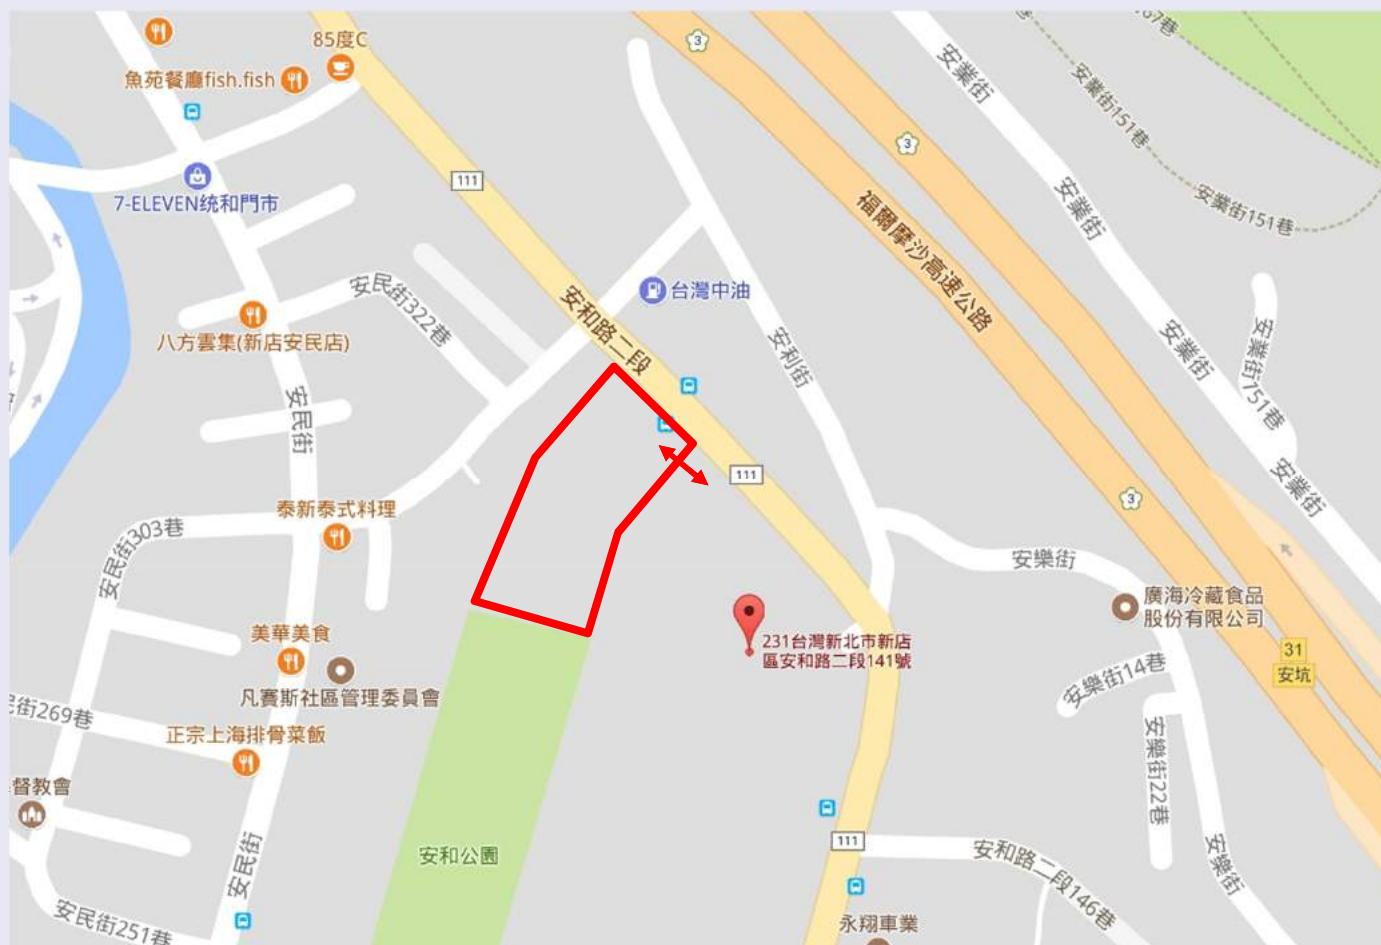 85度C
魚苑餐廳fish.fish
7-ELEVEN统和門市
111
3
3
安業街
安業街151巷
安業街
安業街151巷
福爾摩沙高速公路
安民街322巷
台灣中油
安和路二段
安利街
八方雲集(新店安民店)
安業街
安業街151巷
安民街
111
3
安業街
泰新泰式料理
安民街303巷
安樂街
廣海冷藏食品
股份有限公司
美華美食
231台灣新北市新店
區安和路二段141號
31
安坑
凡賽斯社區管理委員會
安樂街14巷
民街269巷
正宗上海排骨菜飯
安樂街22巷
督教會
111
安和公園
安民街
安和路二段146巷
安樂街
安民街251巷
永翔車業